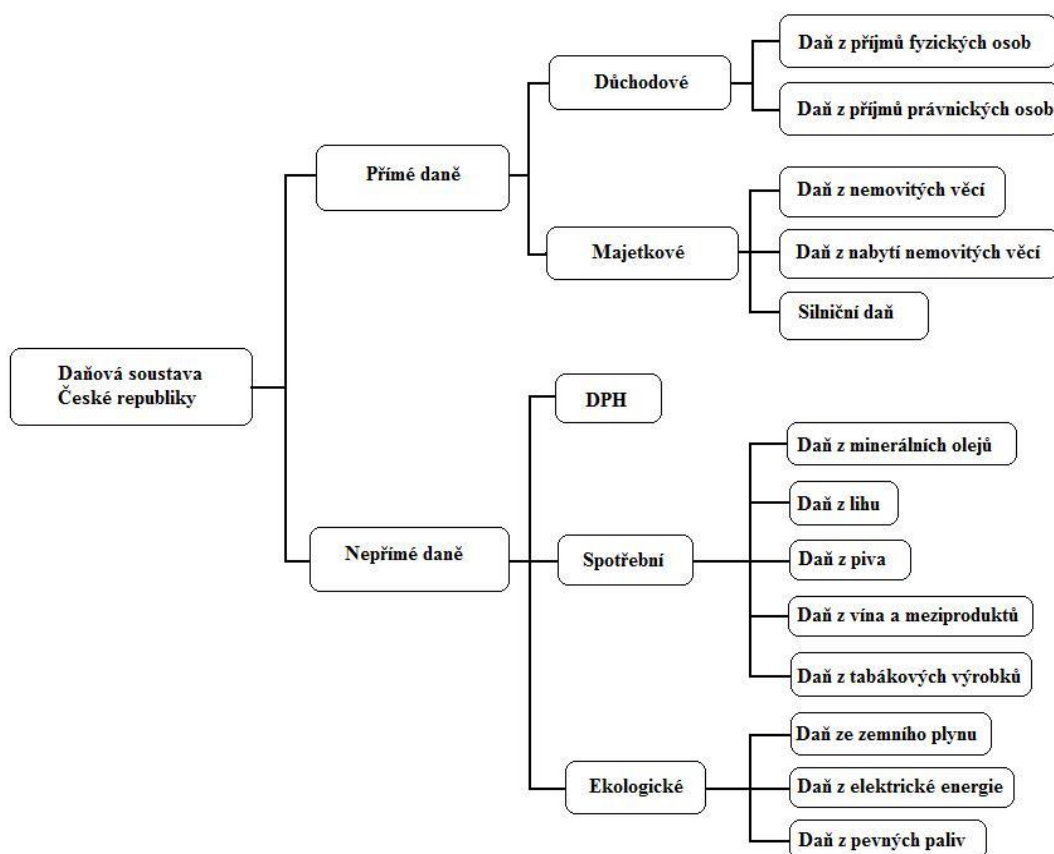 Daňová soustava
České republiky
Přímé daně
Důchodové
Daň z příjmů fyzických osob
Daň z příjmů právnických osob
Majetkové
Daň z nemovitých věcí
Daň z nabytí nemovitých věcí
Silniční daň
Nepřímé daně
DPH
Spotřební
Daň z minerálních olejů
Daň z lihu
Daň z piva
Daň z vína a meziproduktů
Daň z tabákových výrobků
Ekologické
Daň ze zemního plynu
Daň z elektrické energie
Daň z pevných paliv